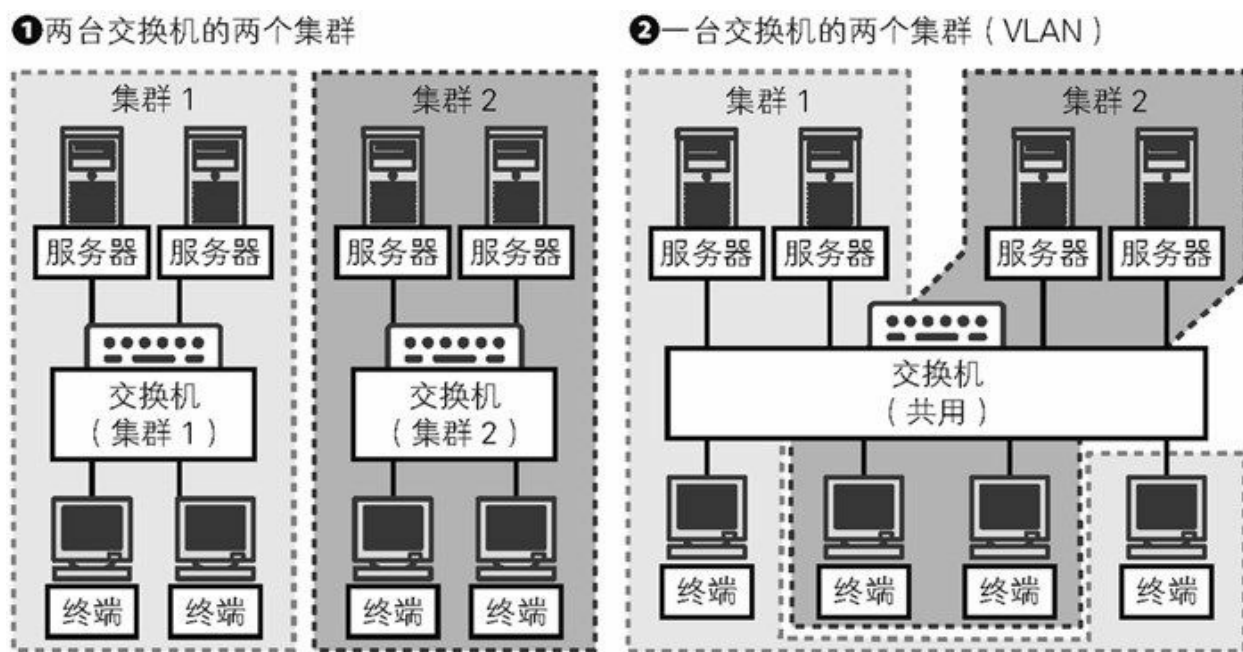 ❶两台交换机的两个集群
❷一台交换机的两个集群（VLAN）
集群 1
集群 2
服务器
服务器
服务器
服务器
交换机
（集群 1）
交换机
（集群 2）
终端
终端
终端
终端
集群 1
集群 2
服务器
服务器
服务器
服务器
交换机
（共用）
终端
终端
终端
终端